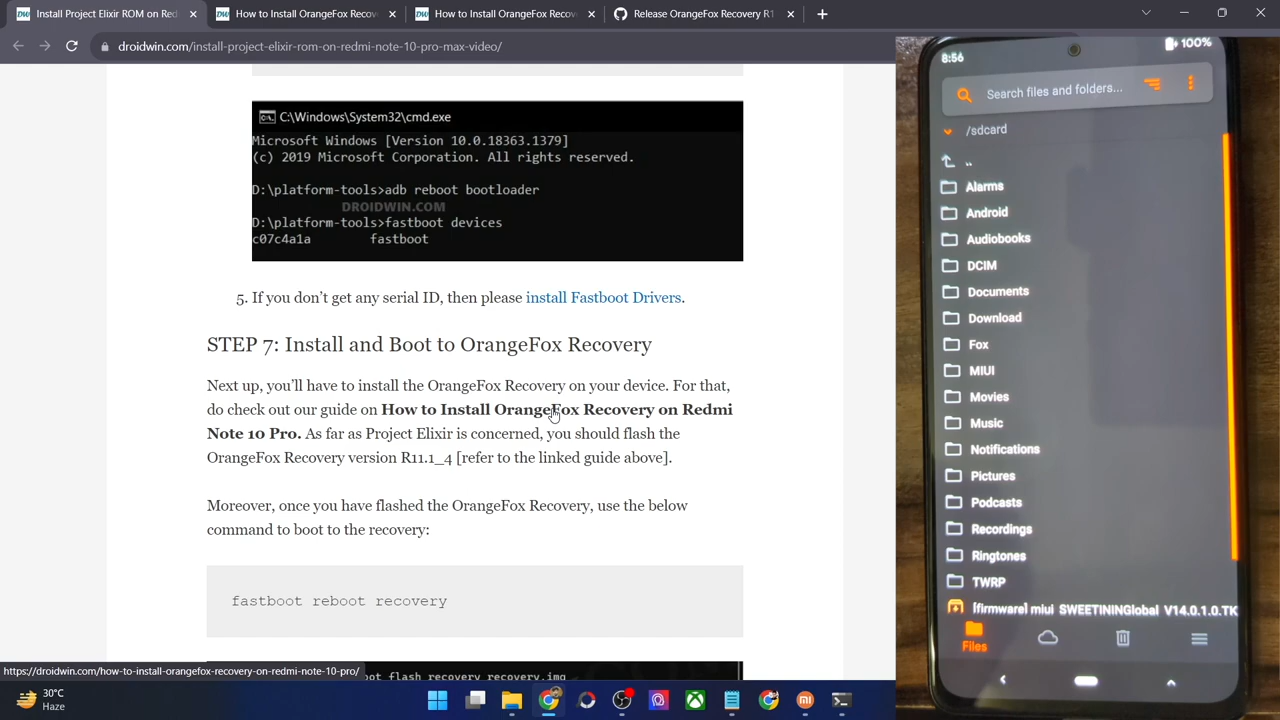 Install Project Elixir ROM on Red
How to Install OrangeFox Recov
How to Install OrangeFox Recov
Release OrangeFox Recovery R1
droidwin.com/install-project-elixir-rom-on-redmi-note-10-pro-max-video/
C:\Windows\System32\cmd.exe
Microsoft Windows [Version 10.0.18363.1379]
(c) 2019 Microsoft Corporation. All rights reserved.
D:\platform-tools>adb reboot bootloader
DROIDWIN.COM
D:\platform-tools>fastboot devices
c07c4a1a fastboot
5. If you don’t get any serial ID, then please install Fastboot Drivers.
STEP 7: Install and Boot to OrangeFox Recovery
Next up, you’ll have to install the OrangeFox Recovery on your device. For that,
do check out our guide on How to Install OrangeFox Recovery on Redmi
Note 10 Pro. As far as Project Elixir is concerned, you should flash the
OrangeFox Recovery version R11.1_4 [refer to the linked guide above].
Moreover, once you have flashed the OrangeFox Recovery, use the below
command to boot to the recovery:
fastboot reboot recovery
oot flash recovery recovery.img
https://droidwin.com/how-to-install-orangefox-recovery-on-redmi-note-10-pro/
30°C
Haze
8:56
100%
Search files and folders...
/sdcard
..
Alarms
Android
Audiobooks
DCIM
Documents
Download
Fox
MIUI
Movies
Music
Notifications
Pictures
Podcasts
Recordings
Ringtones
TWRP
[firmware] miui_SWEETININGlobal_V14.0.1.0.TK
Files